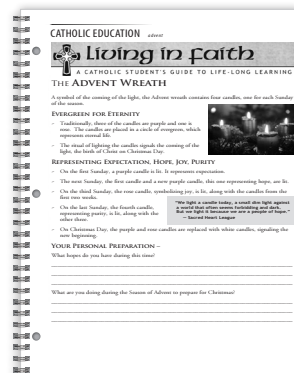 CATHOLIC EDUCATION advent
Living in Faith
A CATHOLIC STUDENT'S GUIDE TO LIFE-LONG LEARNING
THE ADVENT WREATH
A symbol of the coming of the light, the Advent wreath contains four candles, one for each Sunday
of the season.
EVERGREEN FOR ETERNITY
- Traditionally, three of the candles are purple and one is
rose. The candles are placed in a circle of evergreen, which
represents eternal life.
- The ritual of lighting the candles signals the coming of the
light, the birth of Christ on Christmas Day.
REPRESENTING EXPECTATION, HOPE, JOY, PURITY
- On the first Sunday, a purple candle is lit. It represents expectation.
- The next Sunday, the first candle and a new purple candle, this one representing hope, are lit.
- On the third Sunday, the rose candle, symbolizing joy, is lit, along with the candles from the
first two weeks.
- On the last Sunday, the fourth candle,
representing purity, is lit, along with the
other three.
"We light a candle today, a small dim light against
a world that often seems forbidding and dark.
But we light it because we are a people of hope."
— Sacred Heart League
- On Christmas Day, the purple and rose candles are replaced with white candles, signaling the
new beginning.
YOUR PERSONAL PREPARATION –
What hopes do you have during this time?
What are you doing during the Season of Advent to prepare for Christmas?